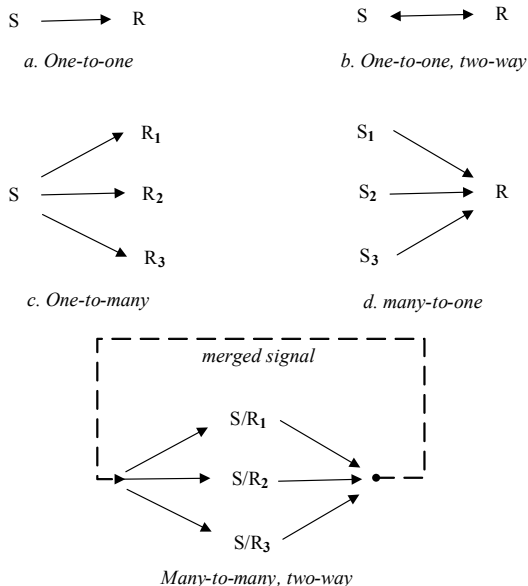 S R S R
a. One-to-one b. One-to-one, two-way
R1 S1
S R2 S2 R
R3 S3
c. One-to-many d. many-to-one
merged signal
S/R1
S/R2
S/R3
Many-to-many, two-way